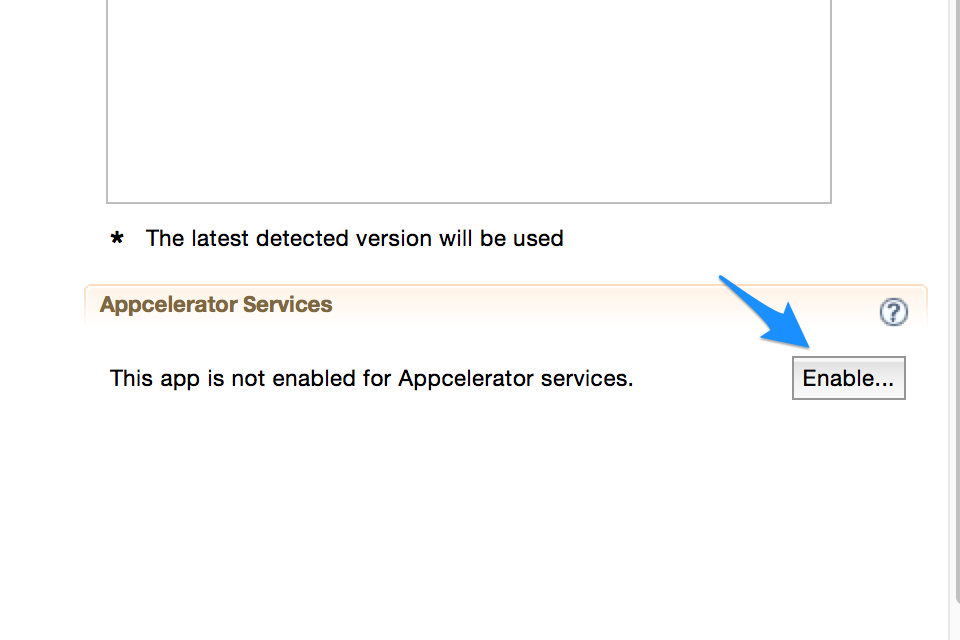 * The latest detected version will be used
Appcelerator Services
?
This app is not enabled for Appcelerator services.
Enable...